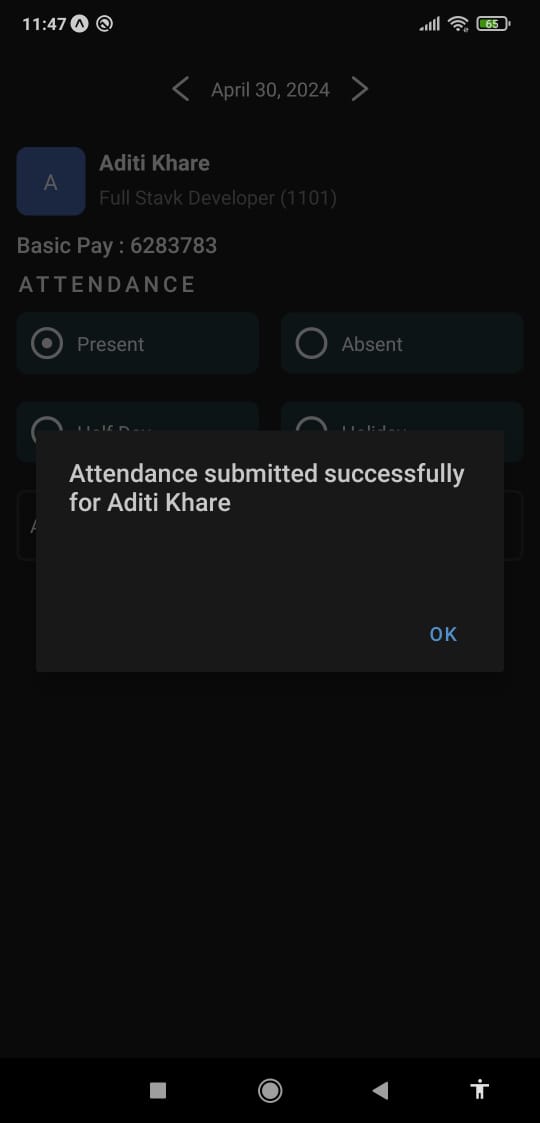 11:47
65
April 30, 2024
A
Aditi Khare
Full Stavk Developer (1101)
Basic Pay : 6283783
ATTENDANCE
Present
Absent
Half Day
Holiday
Attendance submitted successfully
for Aditi Khare
OK